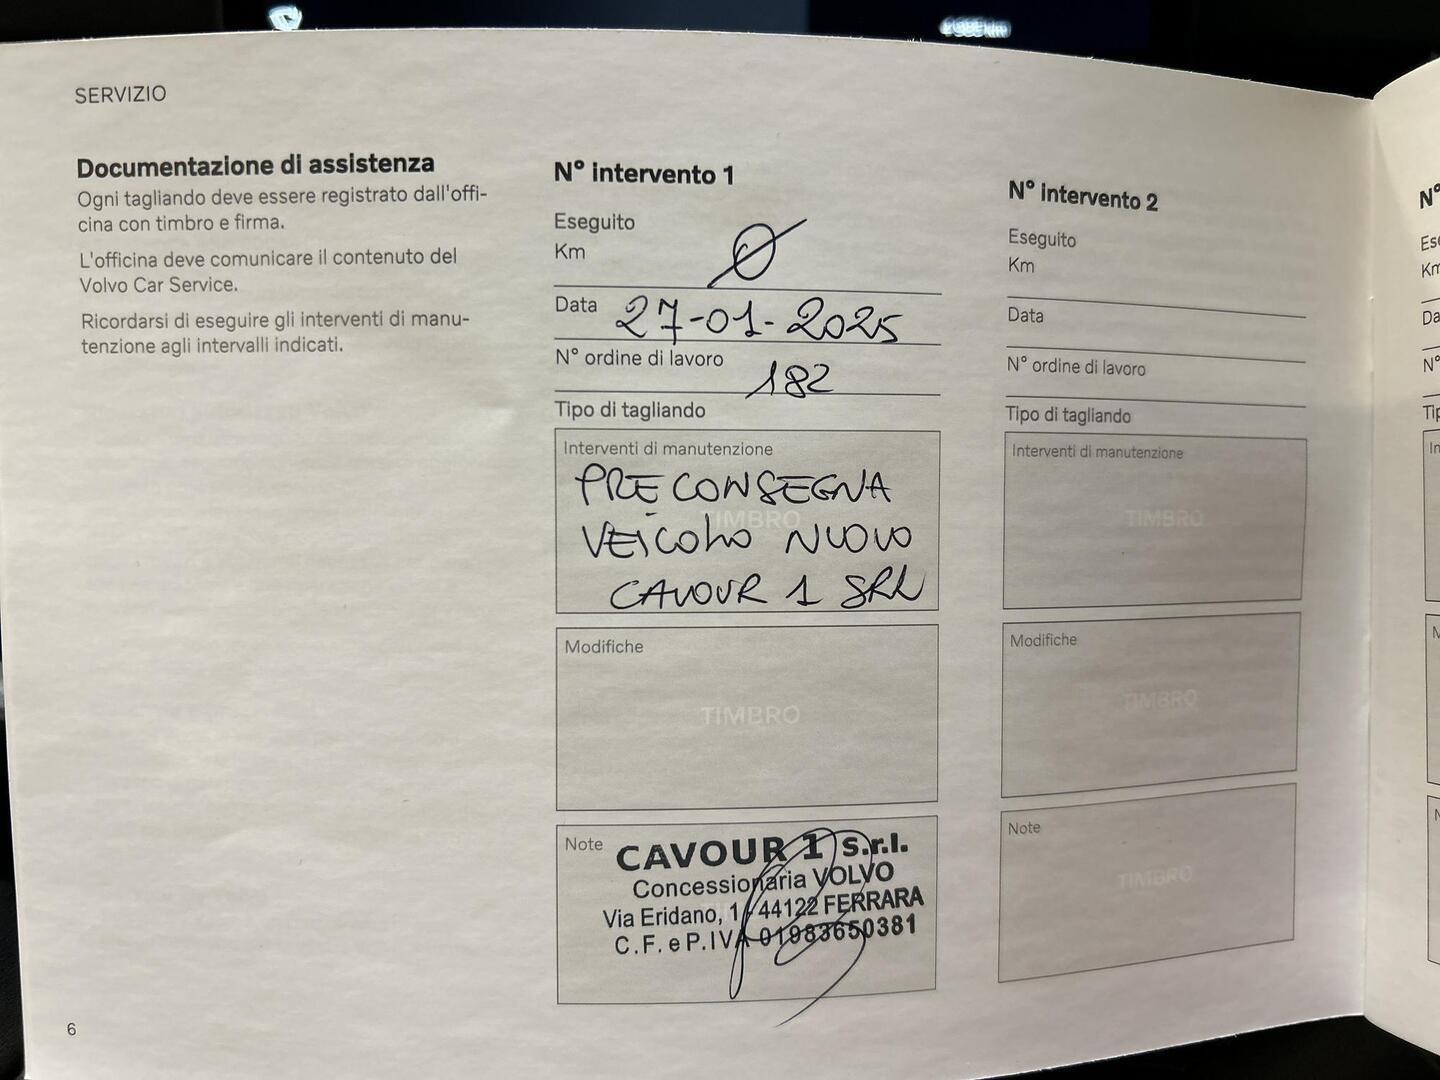 SERVIZIO
Documentazione di assistenza
Ogni tagliando deve essere registrato dall'offi-
cina con timbro e firma.
L'officina deve comunicare il contenuto del
Volvo Car Service.
Ricordarsi di eseguire gli interventi di manu-
tenzione agli intervalli indicati.
6
N° intervento 1
Eseguito
Km Ø
Data 27-01-2025
N° ordine di lavoro 182
Tipo di tagliando
Interventi di manutenzione
TIMBRO
PRE CONSEGNA
VEICOLO NUOVO
CAVOUR 1 SRL
Modifiche
TIMBRO
Note
CAVOUR 1 s.r.l.
Concessionaria VOLVO
Via Eridano, 1 - 44122 FERRARA
C.F. e P.IVA 01983650381
N° intervento 2
Eseguito
Km
Data
N° ordine di lavoro
Tipo di tagliando
Interventi di manutenzione
TIMBRO
Modifiche
TIMBRO
Note
TIMBRO
N°
Km
N°